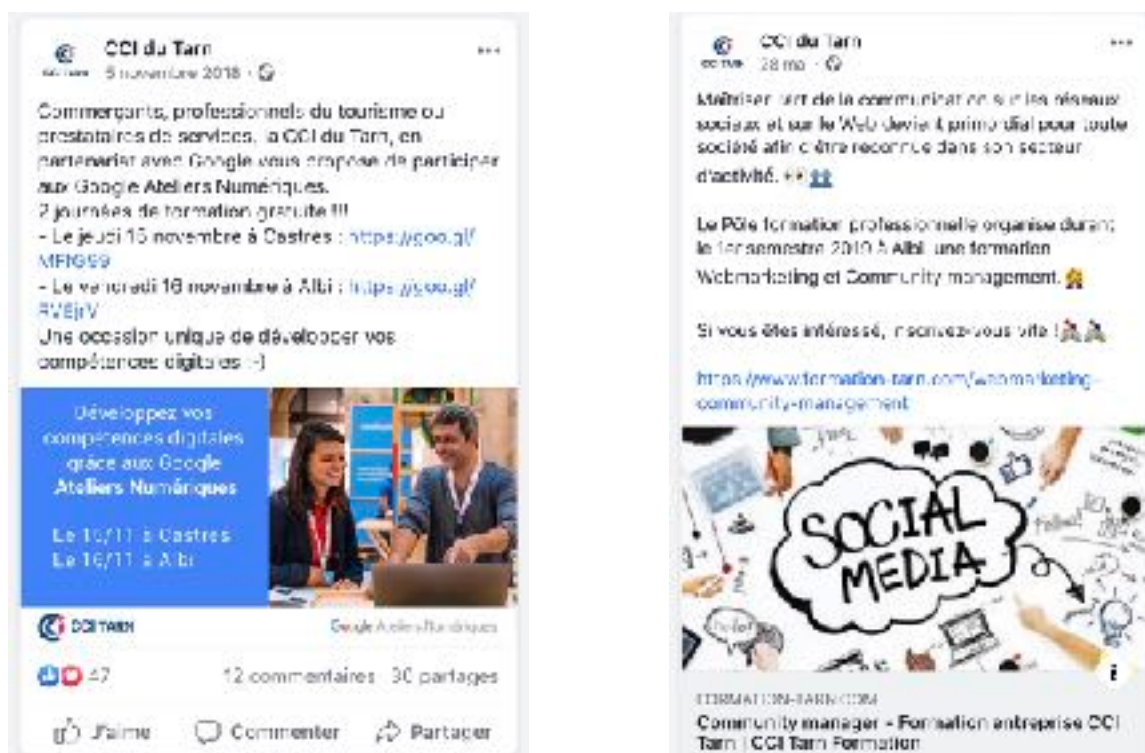 CCI du Tarn
5 novembre 2018
Commerçants, professionnels du tourisme ou
prestataires de services, la CCI du Tarn, en
partenariat avec Google vous propose de participer
aux Google Ateliers Numériques.
2 journées de formation gratuite !!!!
- Le jeudi 15 novembre à Castres : https://goo.gl/
- Le vendredi 16 novembre à Albi : https://goo.gl/
Une occasion unique de développer vos
compétences digitales :-)
Développez vos
compétences digitales
grâce aux Google
Ateliers Numériques
Le 15/11 à Castres
Le 16/11 à Albi
CCI TARN
Google Ateliers Numériques
47
12 commentaires 30 partages
J'aime Commenter Partager
CCI du Tarn
28 mai
Maîtriser l'art de la communication sur les réseaux
sociaux et sur le Web devient primordial pour toute
société afin d'être reconnue dans son secteur
d'activité. 👀👥
Le Pôle formation professionnelle organise durant
le 1er semestre 2019 à Albi, une formation
Webmarketing et Community management.
Si vous êtes intéressé, inscrivez-vous vite !
https://www.formation-tarn.com/webmarketing-
community-management
SOCIAL
MEDIA
hello!
FORMATION-TARN.COM
Community manager - Formation entreprise CCI
Tarn | CCI Tarn Formation